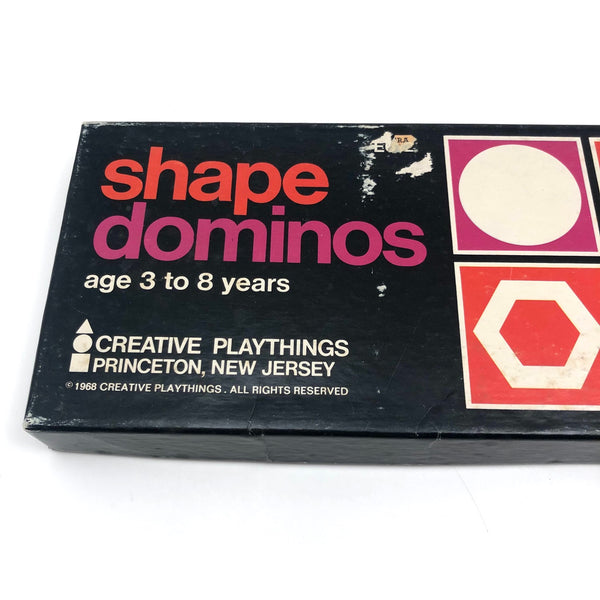 shape
dominos
age 3 to 8 years
CREATIVE PLAYTHINGS
PRINCETON, NEW JERSEY
© 1968 CREATIVE PLAYTHINGS. ALL RIGHTS RESERVED